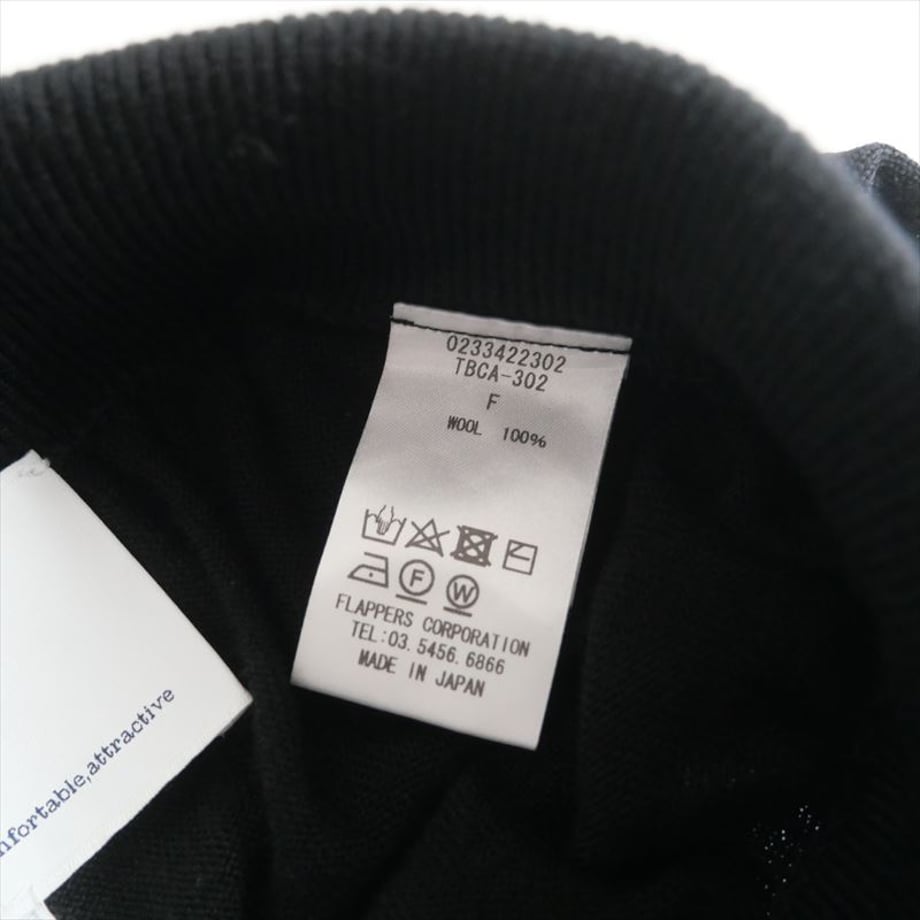 0233422302
TBCA-302
F
WOOL 100%
F W
FLAPPERS CORPORATION
TEL:03.5456.6866
MADE IN JAPAN
nfortable,attractive